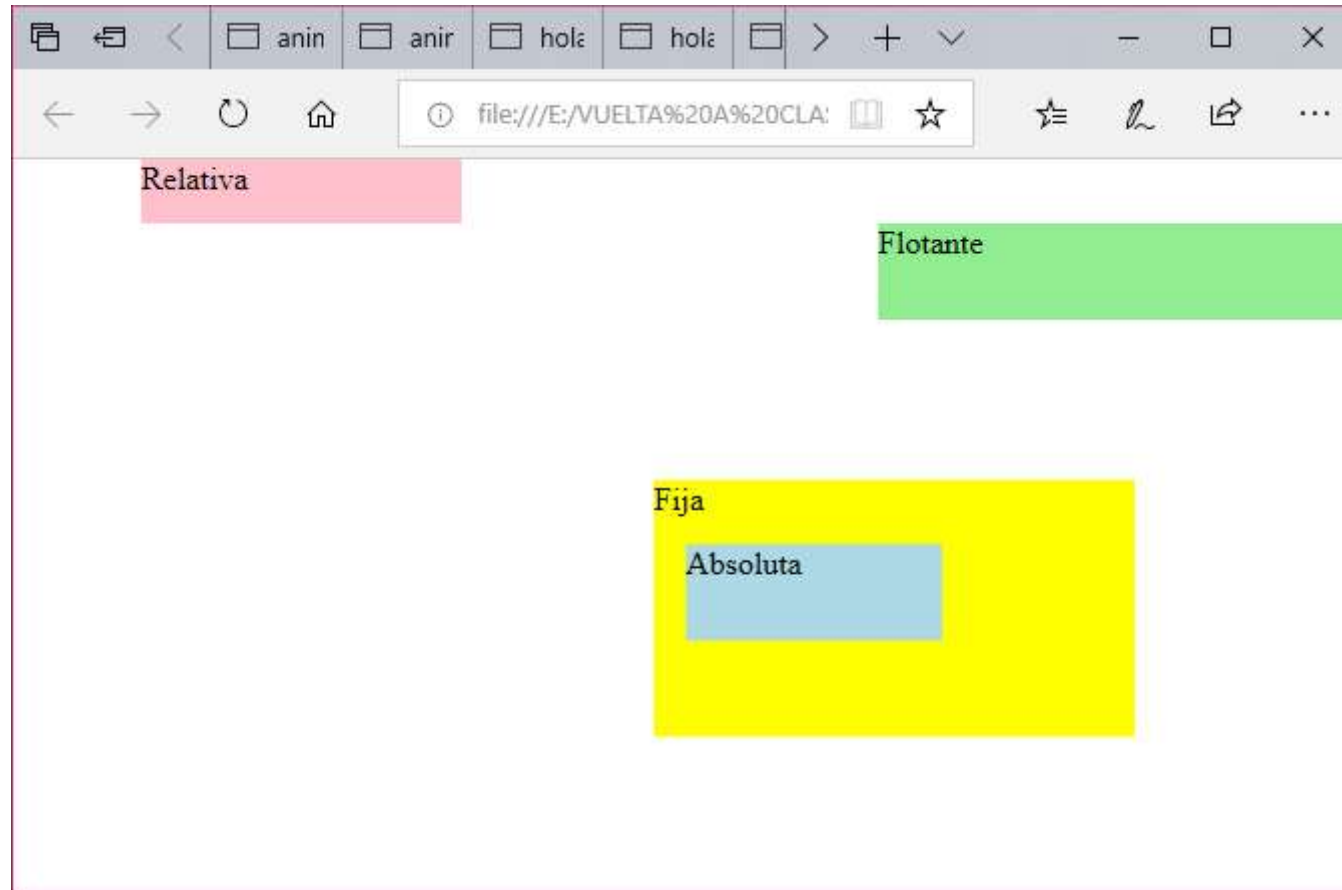 anin anir hola hola
file:///E:/VUELTA%20A%20CLA
Relativa
Flotante
Fija
Absoluta